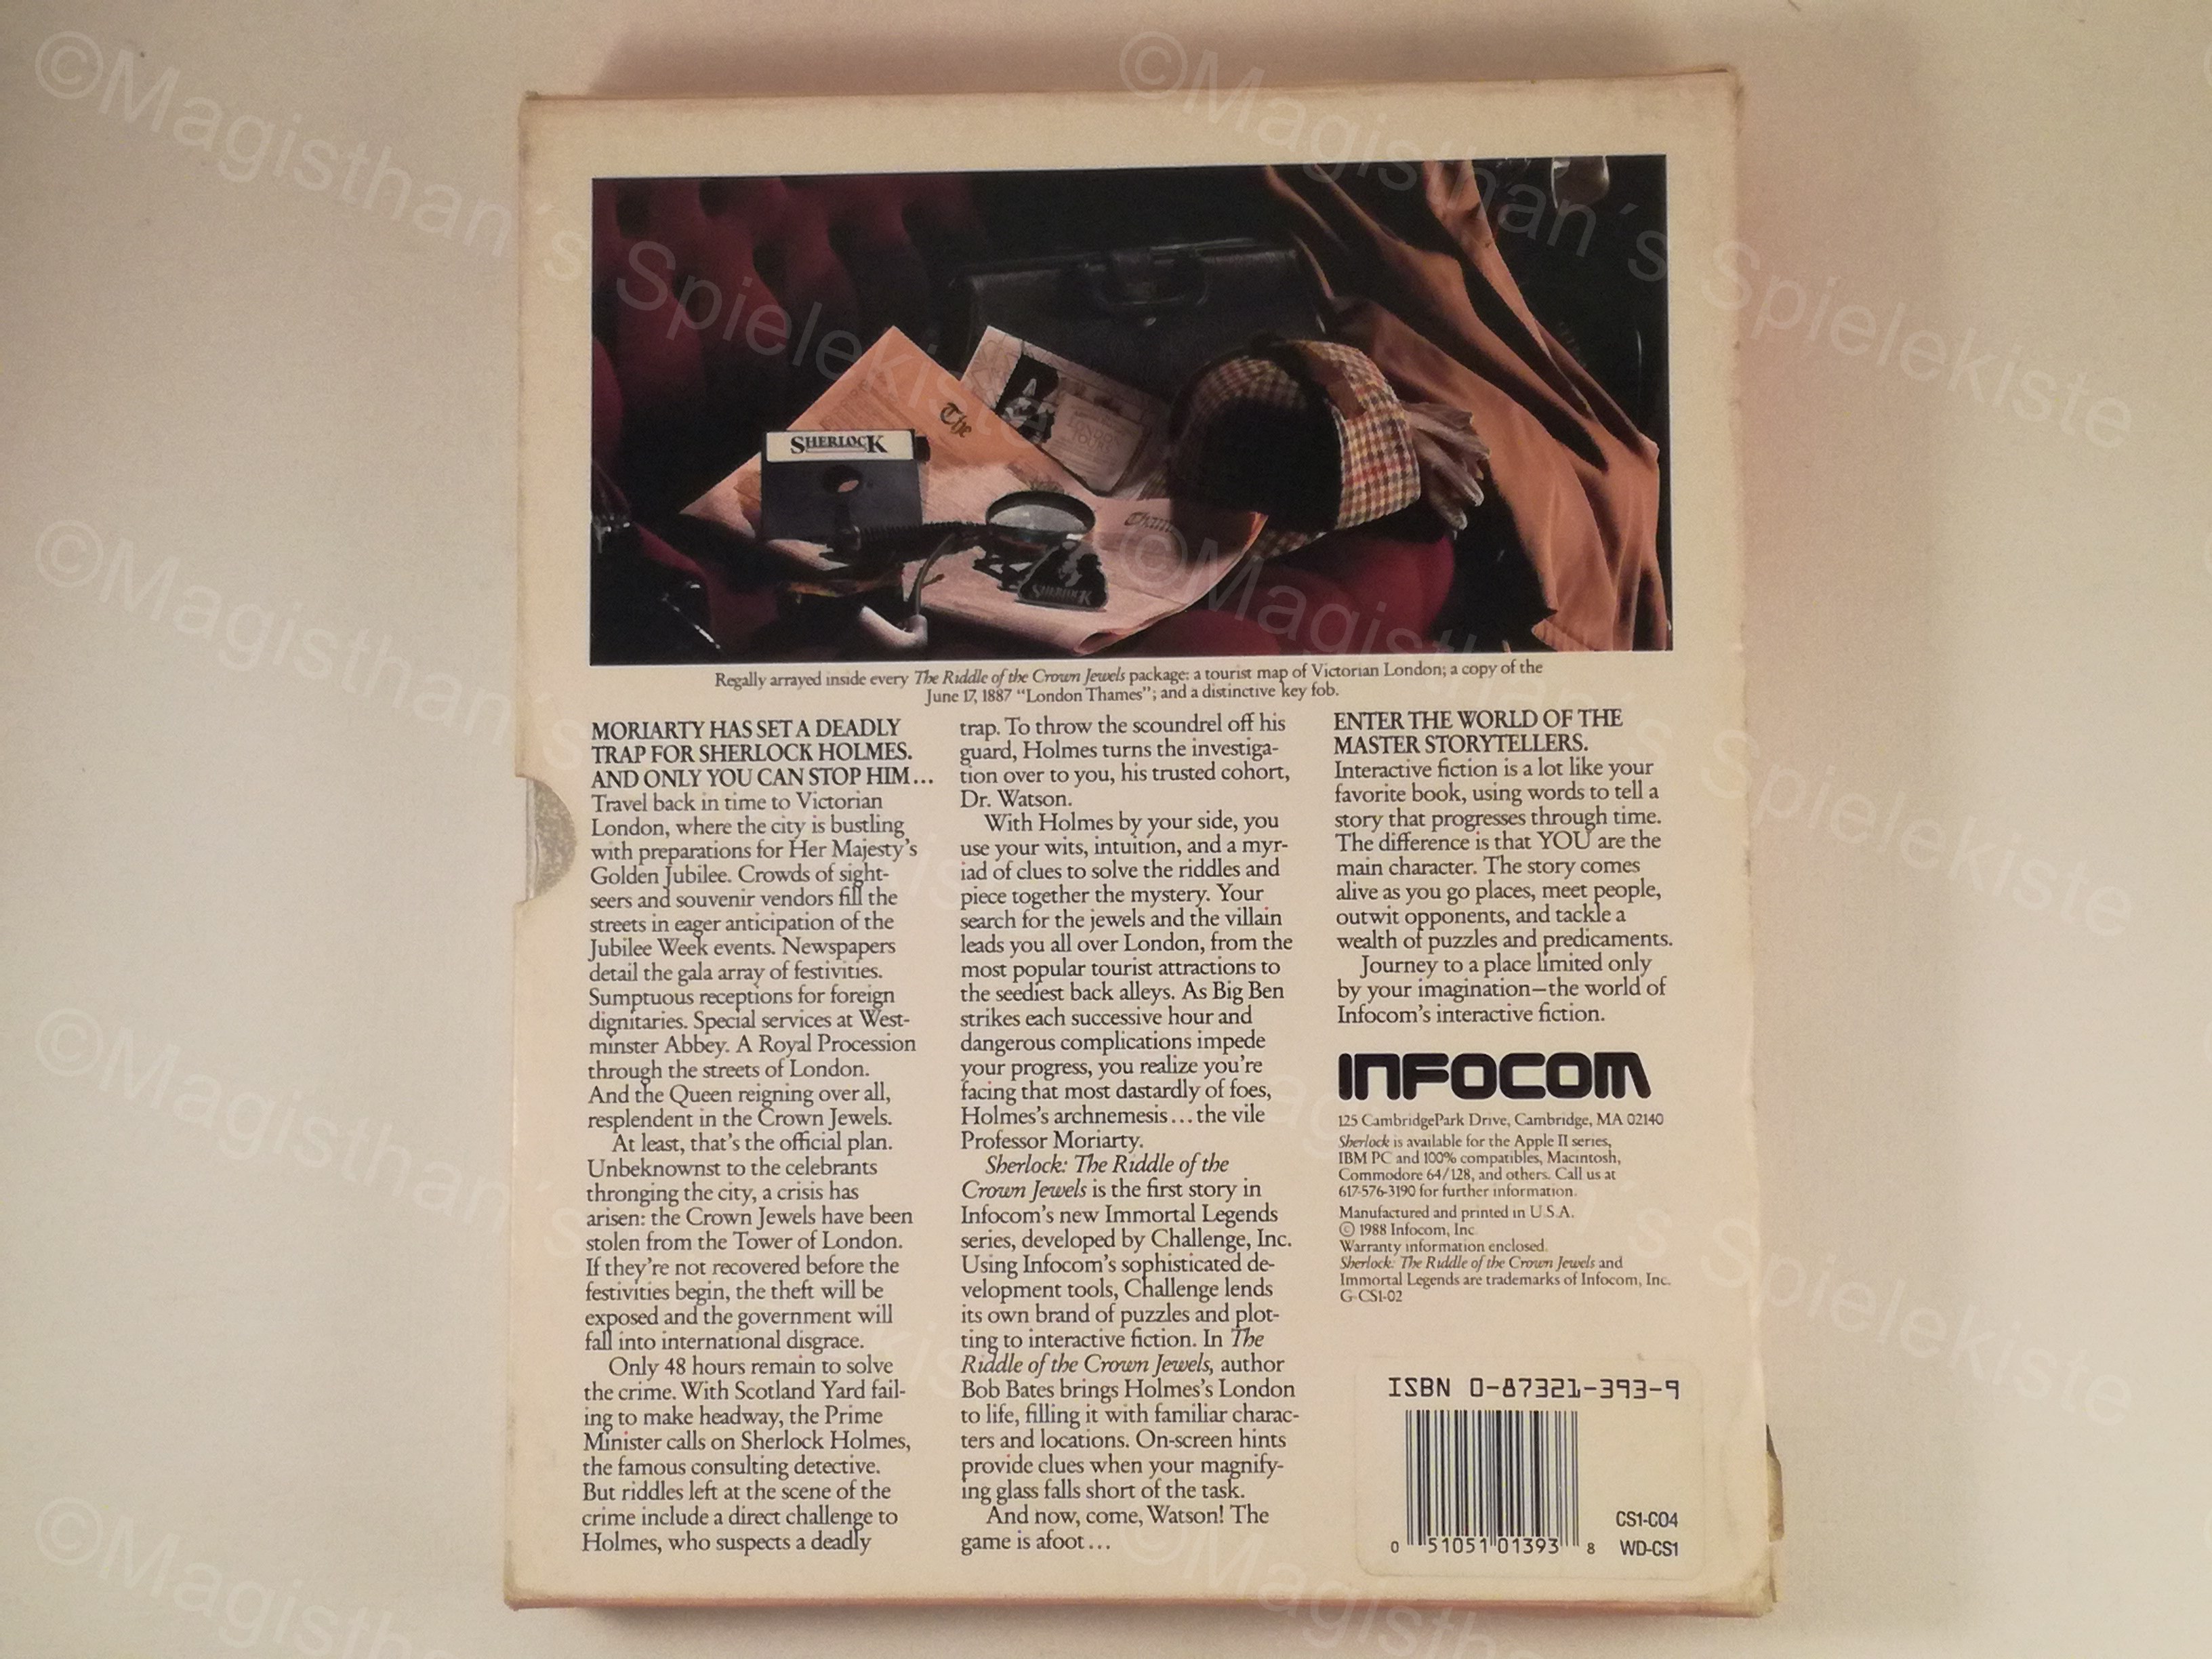 SHERLOCK
The
SHERLOCK
Regally arrayed inside every The Riddle of the Crown Jewels package: a tourist map of Victorian London; a copy of the
June 17, 1887 “London Thames”; and a distinctive key fob.
MORIARTY HAS SET A DEADLY
TRAP FOR SHERLOCK HOLMES.
AND ONLY YOU CAN STOP HIM...
Travel back in time to Victorian
London, where the city is bustling
with preparations for Her Majesty's
Golden Jubilee. Crowds of sight-
seers and souvenir vendors fill the
streets in eager anticipation of the
Jubilee Week events. Newspapers
detail the gala array of festivities.
Sumptuous receptions for foreign
dignitaries. Special services at West-
minster Abbey. A Royal Procession
through the streets of London.
And the Queen reigning over all,
resplendent in the Crown Jewels.
At least, that's the official plan.
Unbeknownst to the celebrants
thronging the city, a crisis has
arisen: the Crown Jewels have been
stolen from the Tower of London.
If they're not recovered before the
festivities begin, the theft will be
exposed and the government will
fall into international disgrace.
Only 48 hours remain to solve
the crime. With Scotland Yard fail-
ing to make headway, the Prime
Minister calls on Sherlock Holmes,
the famous consulting detective.
But riddles left at the scene of the
crime include a direct challenge to
Holmes, who suspects a deadly
trap. To throw the scoundrel off his
guard, Holmes turns the investiga-
tion over to you, his trusted cohort,
Dr. Watson.
With Holmes by your side, you
use your wits, intuition, and a myr-
iad of clues to solve the riddles and
piece together the mystery. Your
search for the jewels and the villain
leads you all over London, from the
most popular tourist attractions to
the seediest back alleys. As Big Ben
strikes each successive hour and
dangerous complications impede
your progress, you realize you're
facing that most dastardly of foes,
Holmes's archnemesis...the vile
Professor Moriarty.
Sherlock: The Riddle of the
Crown Jewels is the first story in
Infocom's new Immortal Legends
series, developed by Challenge, Inc.
Using Infocom's sophisticated de-
velopment tools, Challenge lends
its own brand of puzzles and plot-
ting to interactive fiction. In The
Riddle of the Crown Jewels, author
Bob Bates brings Holmes's London
to life, filling it with familiar charac-
ters and locations. On-screen hints
provide clues when your magnify-
ing glass falls short of the task.
And now, come, Watson! The
game is afoot...
ENTER THE WORLD OF THE
MASTER STORYTELLERS.
Interactive fiction is a lot like your
favorite book, using words to tell a
story that progresses through time.
The difference is that YOU are the
main character. The story comes
alive as you go places, meet people,
outwit opponents, and tackle a
wealth of puzzles and predicaments.
Journey to a place limited only
by your imagination—the world of
Infocom's interactive fiction.
INFOCOM
125 CambridgePark Drive, Cambridge, MA 02140
Sherlock is available for the Apple II series,
IBM PC and 100% compatibles, Macintosh,
Commodore 64/128, and others. Call us at
617-576-3190 for further information.
Manufactured and printed in U.S.A.
© 1988 Infocom, Inc.
Warranty information enclosed.
Sherlock: The Riddle of the Crown Jewels and
Immortal Legends are trademarks of Infocom, Inc.
G-CS1-02
ISBN 0-87321-393-9
0 51051 01393 8
CS1-CO4
WD-CS1
©Magisthan´s Spielekiste
©Magisthan´s Spielekiste
©Magisthan´s Spielekiste
©Magisthan´s Spielekiste